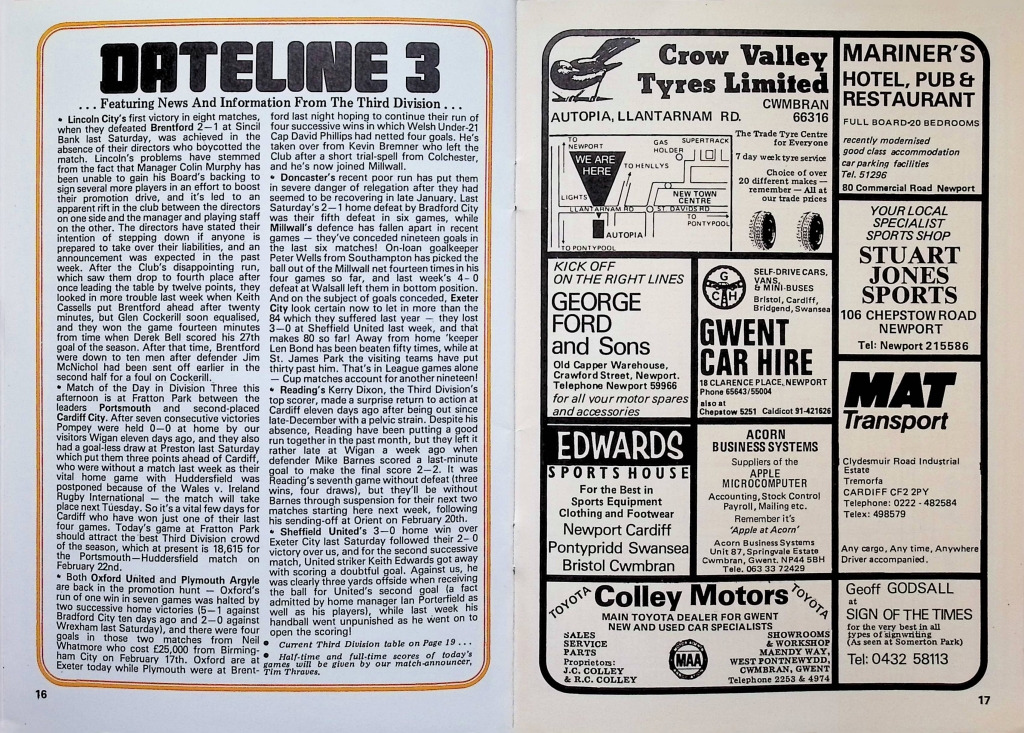 DATELINE 3
. . . Featuring News And Information From The Third Division . . .
* Lincoln City's first victory in eight matches,
when they defeated Brentford 2–1 at Sincil
Bank last Saturday, was achieved in the
absence of their directors who boycotted the
match. Lincoln's problems have stemmed
from the fact that Manager Colin Murphy has
been unable to gain his Board's backing to
sign several more players in an effort to boost
their promotion drive, and it's led to an
apparent rift in the club between the directors
on one side and the manager and playing staff
on the other. The directors have stated their
intention of stepping down if anyone is
prepared to take over their liabilities, and an
announcement was expected in the past
week. After the Club's disappointing run,
which saw them drop to fourth place after
once leading the table by twelve points, they
looked in more trouble last week when Keith
Cassells put Brentford ahead after twenty
minutes, but Glen Cockerill soon equalised,
and they won the game fourteen minutes
from time when Derek Bell scored his 27th
goal of the season. After that time, Brentford
were down to ten men after defender Jim
McNichol had been sent off earlier in the
second half for a foul on Cockerill.
* Match of the Day in Division Three this
afternoon is at Fratton Park between the
leaders Portsmouth and second-placed
Cardiff City. After seven consecutive victories
Pompey were held 0–0 at home by our
visitors Wigan eleven days ago, and they also
had a goal-less draw at Preston last Saturday
which put them three points ahead of Cardiff,
who were without a match last week as their
vital home game with Huddersfield was
postponed because of the Wales v. Ireland
Rugby International — the match will take
place next Tuesday. So it's a vital few days for
Cardiff who have won just one of their last
four games. Today's game at Fratton Park
should attract the best Third Division crowd
of the season, which at present is 18,615 for
the Portsmouth—Huddersfield match on
February 22nd.
* Both Oxford United and Plymouth Argyle
are back in the promotion hunt — Oxford's
run of one win in seven games was halted by
two successive home victories (5–1 against
Bradford City ten days ago and 2–0 against
Wrexham last Saturday), and there were four
goals in those two matches from Neil
Whatmore who cost £25,000 from Birming-
ham City on February 17th. Oxford are at
Exeter today while Plymouth were at Brent-
ford last night hoping to continue their run of
four successive wins in which Welsh Under-21
Cap David Phillips had netted four goals. He's
taken over from Kevin Bremner who left the
Club after a short trial-spell from Colchester,
and he's now joined Millwall.
* Doncaster's recent poor run has put them
in severe danger of relegation after they had
seemed to be recovering in late January. Last
Saturday's 2–1 home defeat by Bradford City
was their fifth defeat in six games, while
Millwall's defence has fallen apart in recent
games — they've conceded nineteen goals in
the last six matches! On-loan goalkeeper
Peter Wells from Southampton has picked the
ball out of the Millwall net fourteen times in his
four games so far, and last week's 4–0
defeat at Walsall left them in bottom position.
And on the subject of goals conceded, Exeter
City look certain now to let in more than the
84 which they suffered last year — they lost
3–0 at Sheffield United last week, and that
makes 80 so far! Away from home 'keeper
Len Bond has been beaten fifty times, while at
St. James Park the visiting teams have put
thirty past him. That's in League games alone
— Cup matches account for another nineteen!
* Reading's Kerry Dixon, the Third Division's
top scorer, made a surprise return to action at
Cardiff eleven days ago after being out since
late-December with a pelvic strain. Despite his
absence, Reading have been putting a good
run together in the past month, but they left it
rather late at Wigan a week ago when
defender Mike Barnes scored a last-minute
goal to make the final score 2–2. It was
Reading's seventh game without defeat (three
wins, four draws), but they'll be without
Barnes through suspension for their next two
matches starting here next week, following
his sending-off at Orient on February 20th.
* Sheffield United's 3–0 home win over
Exeter City last Saturday followed their 2–0
victory over us, and for the second successive
match, United striker Keith Edwards got away
with scoring a doubtful goal. Against us, he
was clearly three yards offside when receiving
the ball for United's second goal (a fact
admitted by home manager Ian Porterfield as
well as his players), while last week his
handball went unpunished as he went on to
open the scoring!
* Current Third Division table on Page 19 . . .
* Half-time and full-time scores of today's
games will be given by our match-announcer,
Tim Thraves.
16
Crow Valley
Tyres Limited
CWMBRAN
66316
AUTOPIA, LLANTARNAM RD.
TO
NEWPORT
GAS
HOLDER
SUPERTRACK
WE ARE
HERE
TO HENLLYS
LIGHTS
NEW TOWN
CENTRE
LLANTARNAM RD
ST. DAVIDS RD
TO
PONTYPOOL
AUTOPIA
TO PONTYPOOL
The Trade Tyre Centre
for Everyone
7 day week tyre service
Choice of over
20 different makes —
remember — All at
our trade prices
MARINER'S
HOTEL, PUB &
RESTAURANT
FULL BOARD-20 BEDROOMS
recently modernised
good class accommodation
car parking facilities
Tel. 51296
80 Commercial Road Newport
YOUR LOCAL
SPECIALIST
SPORTS SHOP
STUART
JONES
SPORTS
106 CHEPSTOW ROAD
NEWPORT
Tel: Newport 215586
KICK OFF
ON THE RIGHT LINES
GEORGE
FORD
and Sons
Old Capper Warehouse,
Crawford Street, Newport.
Telephone Newport 59966
for all your motor spares
and accessories
G
C H
SELF-DRIVE CARS,
VANS,
& MINI-BUSES
Bristol, Cardiff,
Bridgend, Swansea
GWENT
CAR HIRE
18 CLARENCE PLACE, NEWPORT
Phone 65643/55004
also at
Chepstow 5251 Caldicot 91-421626
MAT
Transport
Clydesmuir Road Industrial
Estate
Tremorfa
CARDIFF CF2 2PY
Telephone: 0222 - 482584
Telex: 498579
Any cargo, Any time, Anywhere
Driver accompanied.
EDWARDS
SPORTS HOUSE
For the Best in
Sports Equipment
Clothing and Footwear
Newport Cardiff
Pontypridd Swansea
Bristol Cwmbran
ACORN
BUSINESS SYSTEMS
Suppliers of the
APPLE
MICROCOMPUTER
Accounting, Stock Control
Payroll, Mailing etc.
Remember it's
'Apple at Acorn'
Acorn Business Systems
Unit 87, Springvale Estate
Cwmbran, Gwent, NP44 5BH
Tele. 063 33 72429
TOYOTA
Colley Motors
TOYOTA
MAIN TOYOTA DEALER FOR GWENT
NEW AND USED CAR SPECIALISTS
SALES
SERVICE
PARTS
Proprietors:
J.C. COLLEY
& R.C. COLLEY
MAA
SHOWROOMS
& WORKSHOP
MAENDY WAY,
WEST PONTNEWYDD,
CWMBRAN, GWENT
Telephone 2253 & 4974
Geoff GODSALL
at
SIGN OF THE TIMES
for the very best in all
types of signwriting
(As seen at Somerton Park)
Tel: 0432 58113
17